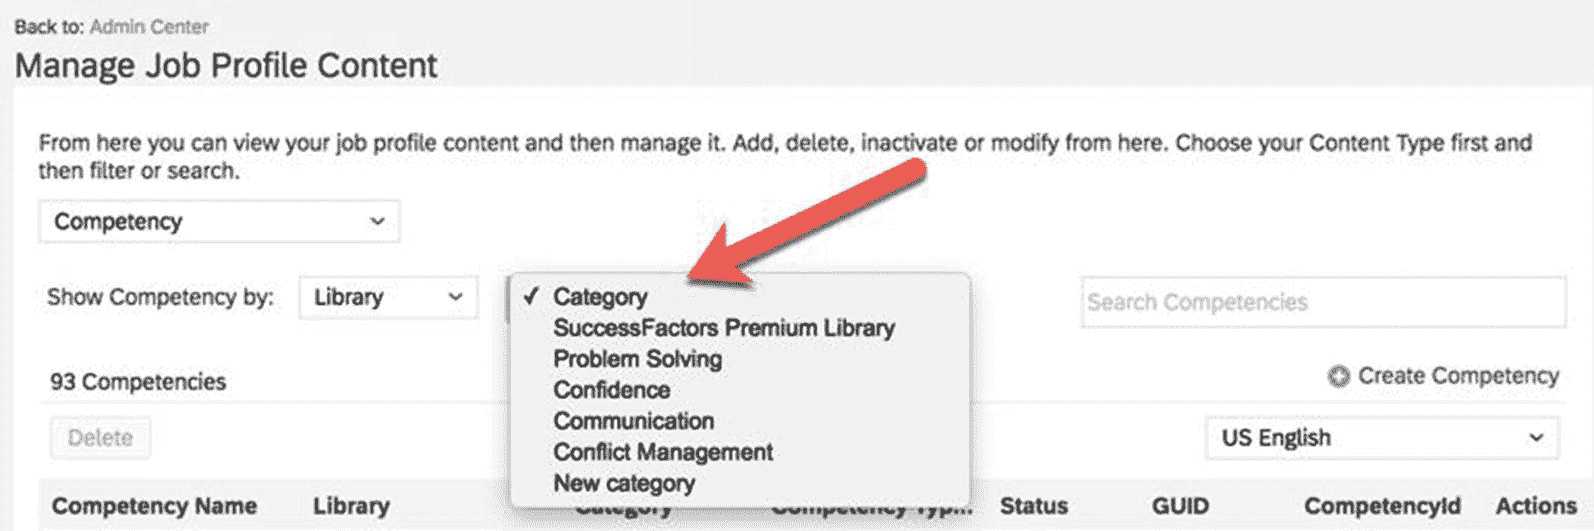 Back to: Admin Center
Manage Job Profile Content
From here you can view your job profile content and then manage it. Add, delete, inactivate or modify from here. Choose your Content Type first and
then filter or search.
Competency
Show Competency by:
Library
✓ Category
SuccessFactors Premium Library
Problem Solving
Confidence
Communication
Conflict Management
New category
Search Competencies
93 Competencies
Create Competency
Delete
US English
Competency Name
Library
Category
Competency Typ...
Status
GUID
CompetencyId
Actions